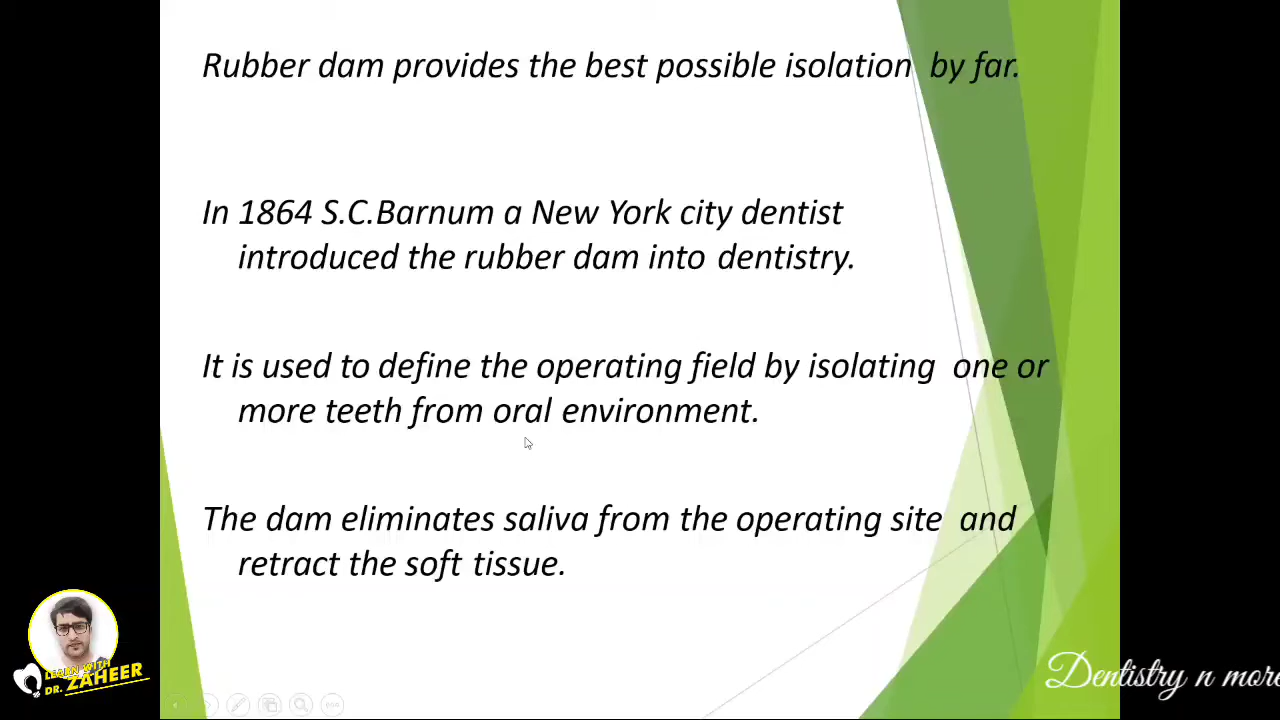 Rubber dam provides the best possible isolation by far.
In 1864 S.C.Barnum a New York city dentist
introduced the rubber dam into dentistry.
It is used to define the operating field by isolating one or
more teeth from oral environment.
The dam eliminates saliva from the operating site and
retract the soft tissue.
LEARN WITH
DR. ZAHEER
Dentistry n more